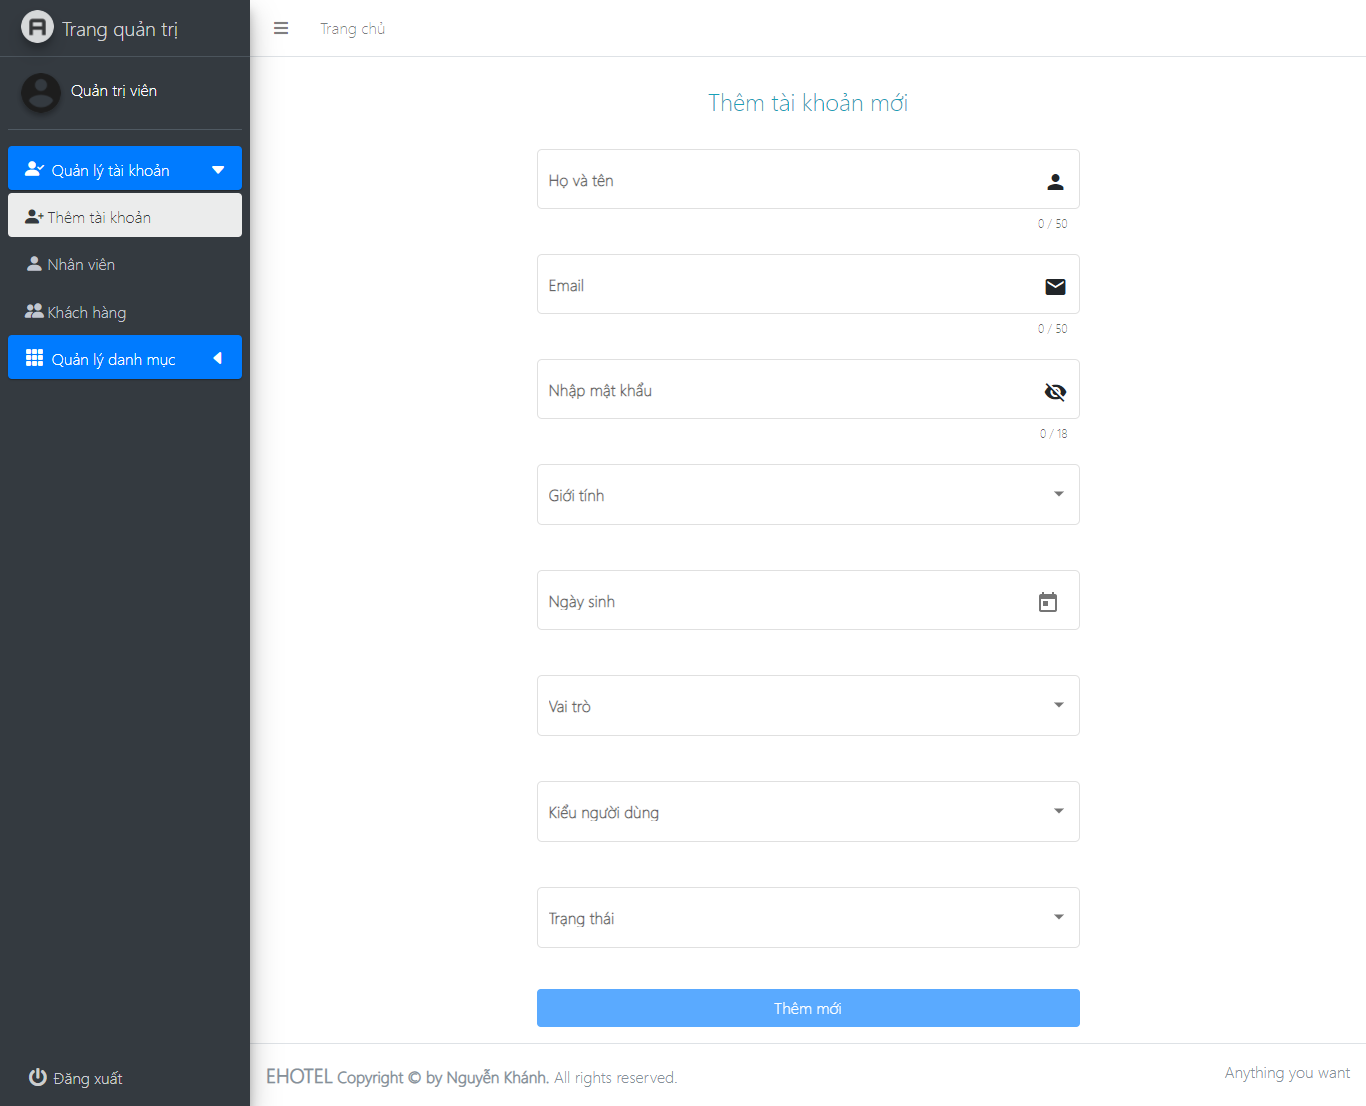 Trang quản trị
Trang chủ
Quản trị viên
Quản lý tài khoản
Thêm tài khoản
Nhân viên
Khách hàng
Quản lý danh mục
Đăng xuất
Thêm tài khoản mới
Họ và tên
0 / 50
Email
0 / 50
Nhập mật khẩu
0 / 18
Giới tính
Ngày sinh
Vai trò
Kiểu người dùng
Trạng thái
Thêm mới
EHOTEL Copyright © by Nguyễn Khánh. All rights reserved.
Anything you want